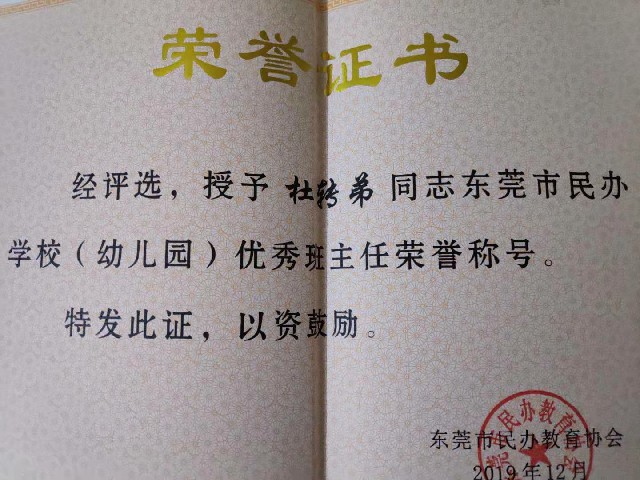 荣誉证书
经评选，授予杜转弟同志东莞市民办
学校（幼儿园）优秀班主任荣誉称号。
特发此证，以资鼓励。
东莞市民办教育协会
2019年12月